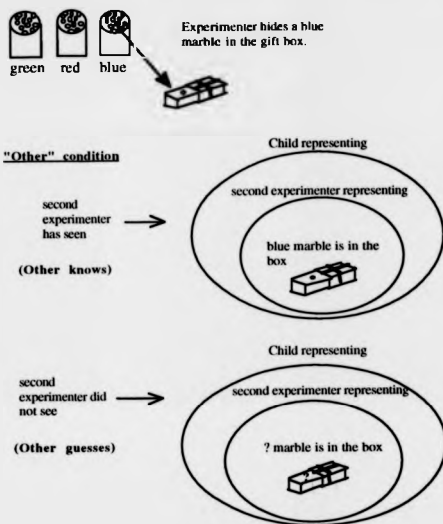 Experimenter hides a blue
marble in the gift box.
green red blue
"Other" condition
Child representing
second experimenter representing
second
experimenter
has seen
(Other knows)
blue marble is in the
box
Child representing
second experimenter representing
second
experimenter did
not see
(Other guesses)
? marble is in the box
?